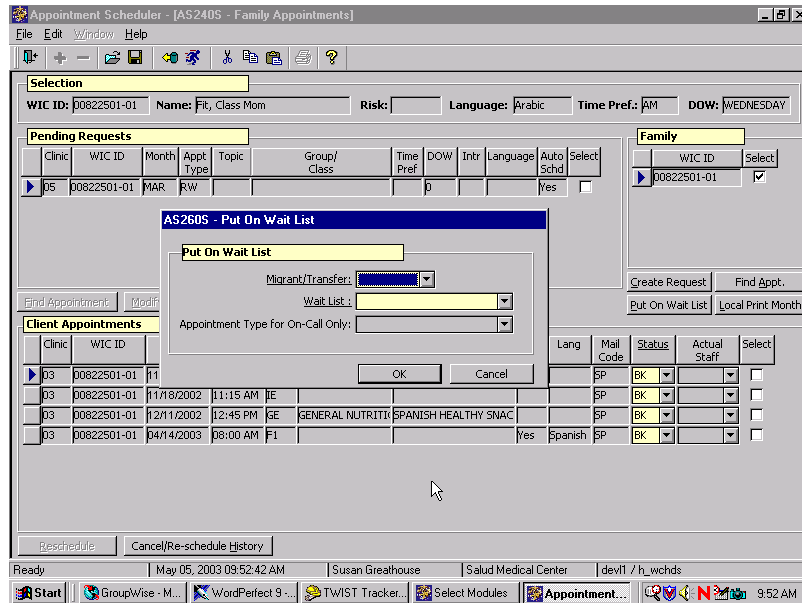 Appointment Scheduler - [AS240S - Family Appointments]
File Edit Window Help
Selection
WIC ID: 00822501-01 Name: Fit, Class Mom Risk: Language: Arabic Time Pref.: AM DOW: WEDNESDAY
Pending Requests
Clinic WIC ID Month Appt Type Topic Group/ Class Time Pref DOW Intr Language Auto Schd Select
05 00822501-01 MAR RW 0 Yes
Family
WIC ID Select
00822501-01
AS260S - Put On Wait List
Put On Wait List
Migrant/Transfer:
Wait List :
Appointment Type for On-Call Only:
OK Cancel
Create Request Find Appt.
Find Appointment Modif Put On Wait List Local Print Month
Client Appointments
Clinic WIC ID Lang Mail Code Status Actual Staff Select
03 00822501-01 11 SP BK
03 00822501-01 11/18/2002 11:15 AM IE SP BK
03 00822501-01 12/11/2002 12:45 PM GE GENERAL NUTRITI SPANISH HEALTHY SNAC SP BK
03 00822501-01 04/14/2003 08:00 AM F1 Yes Spanish SP BK
Reschedule Cancel/Re-schedule History
Ready May 05, 2003 09:52:42 AM Susan Greathouse Salud Medical Center devl1 / h_wchds
Start GroupWise - M... WordPerfect 9 -... TWIST Tracker... Select Modules Appointment... 9:52 AM